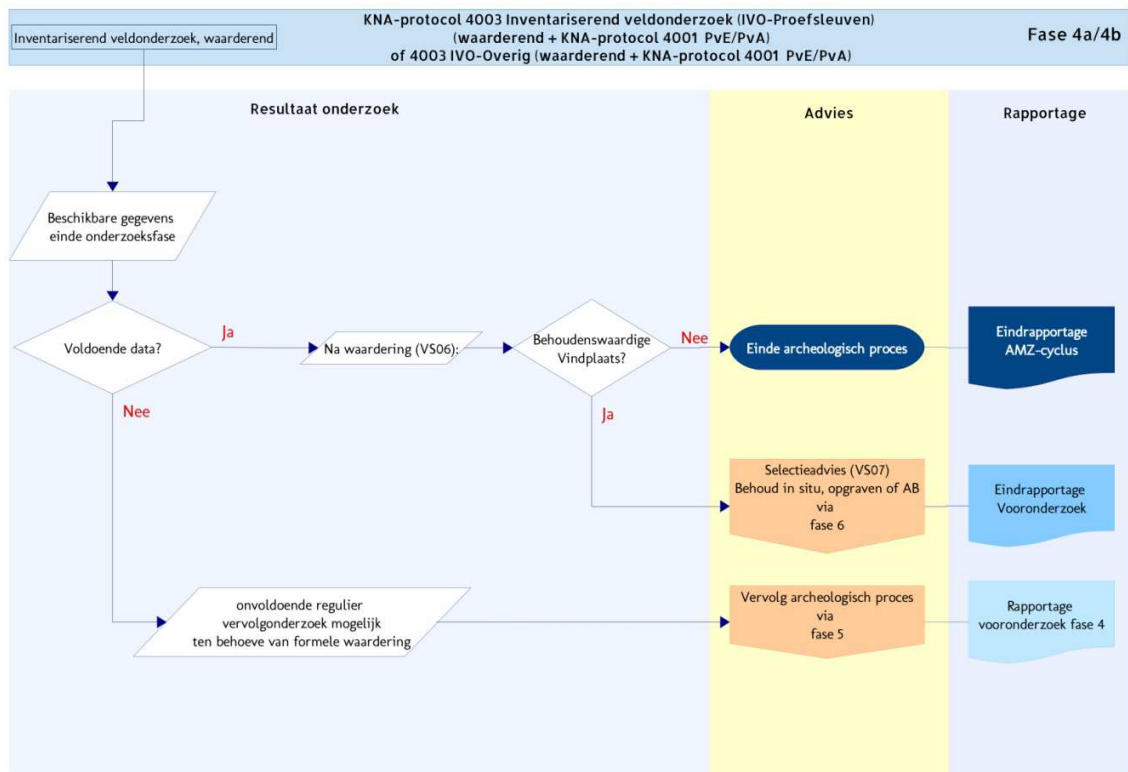 KNA-protocol 4003 Inventariserend veldonderzoek (IVO-Proefsleuven)
(waarderend + KNA-protocol 4001 PvE/PvA)
of 4003 IVO-Overig (waarderend + KNA-protocol 4001 PvE/PvA)
Fase 4a/4b
Inventariserend veldonderzoek, waarderend
Resultaat onderzoek
Advies
Rapportage
Beschikbare gegevens
einde onderzoeksfase
Voldoende data?
Ja
Na waardering (VS06):
Behoudenswaardige
Vindplaats?
Nee
Einde archeologisch proces
Eindrapportage
AMZ-cyclus
Nee
Ja
Selectieadvies (VS07)
Behoud in situ, opgraven of AB
via
fase 6
Eindrapportage
Vooronderzoek
onvoldoende regulier
vervolgonderzoek mogelijk
ten behoeve van formele waardering
Vervolg archeologisch proces
via
fase 5
Rapportage
vooronderzoek fase 4